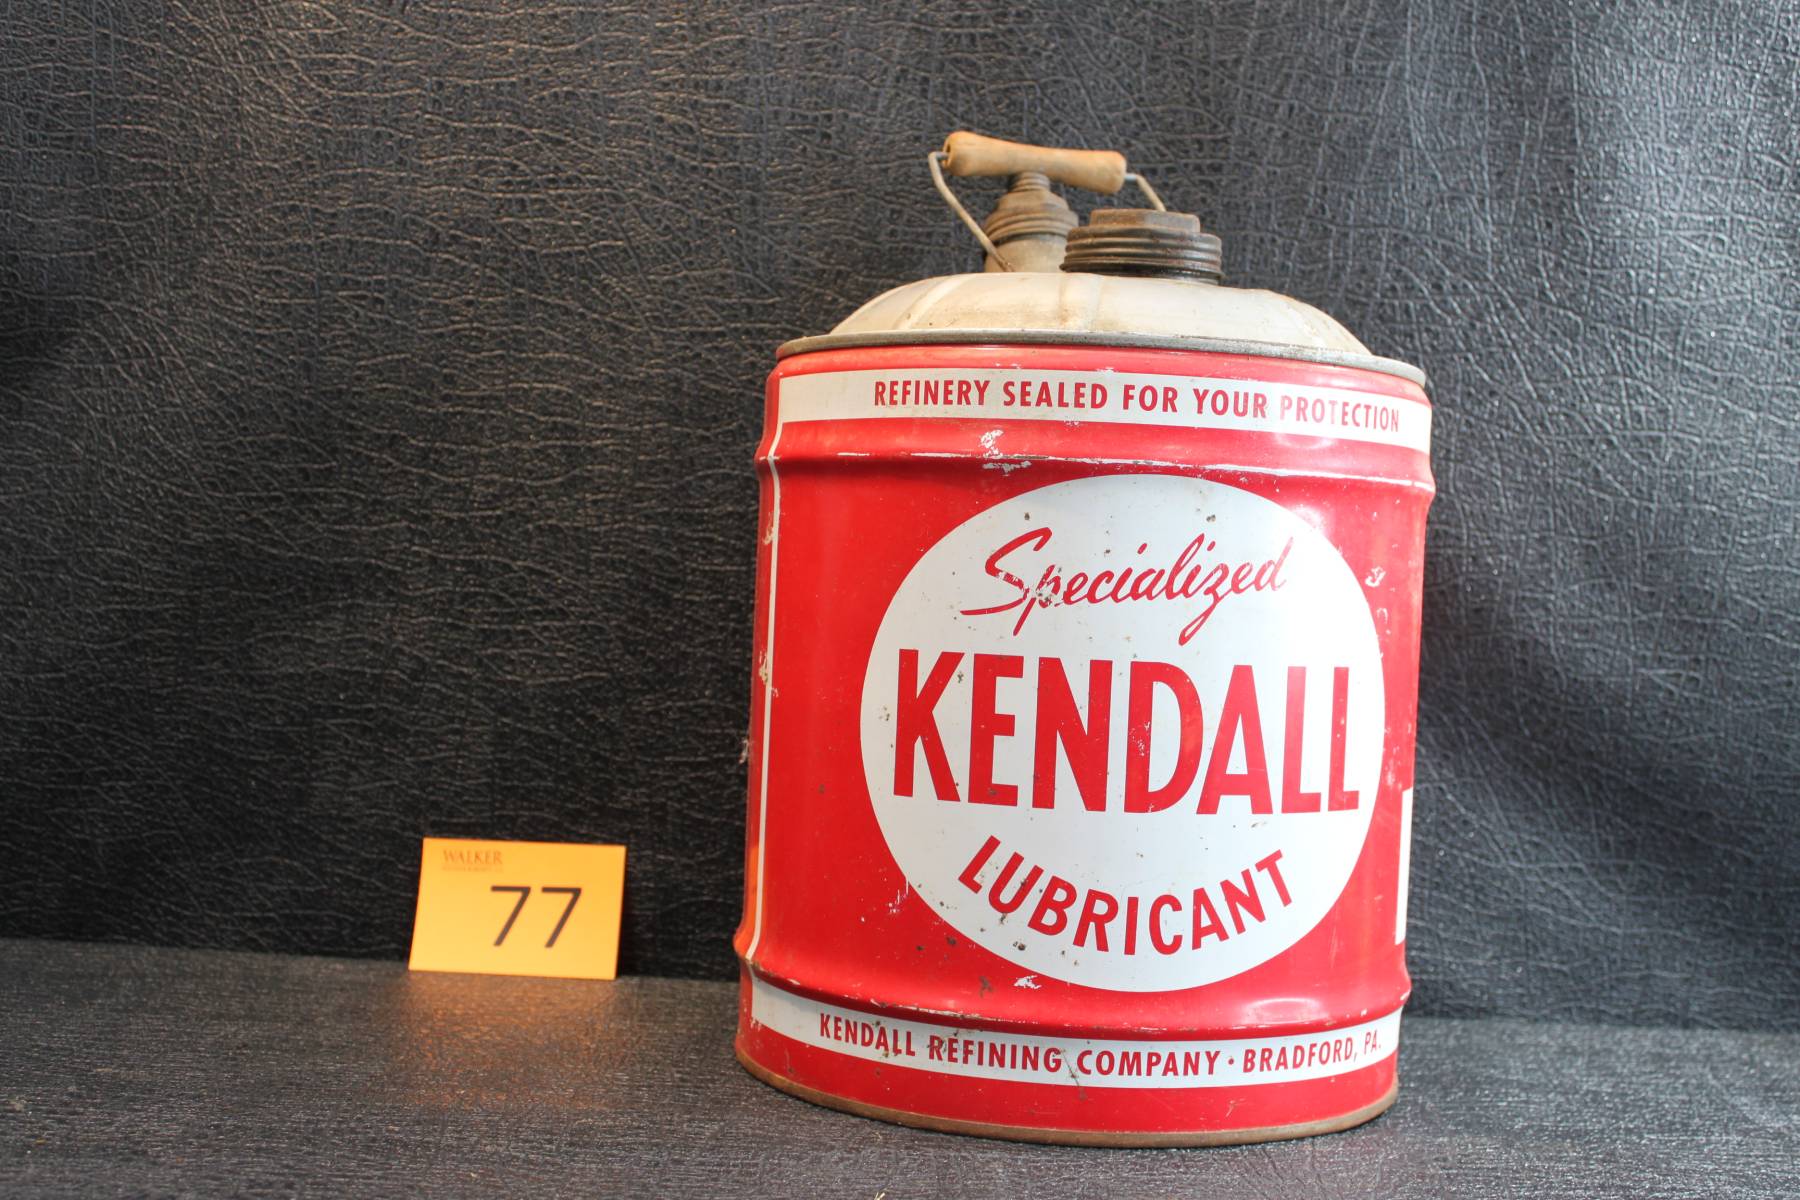 REFINERY SEALED FOR YOUR PROTECTION
Specialized
KENDALL
LUBRICANT
KENDALL REFINING COMPANY • BRADFORD, PA.
WALKER
77